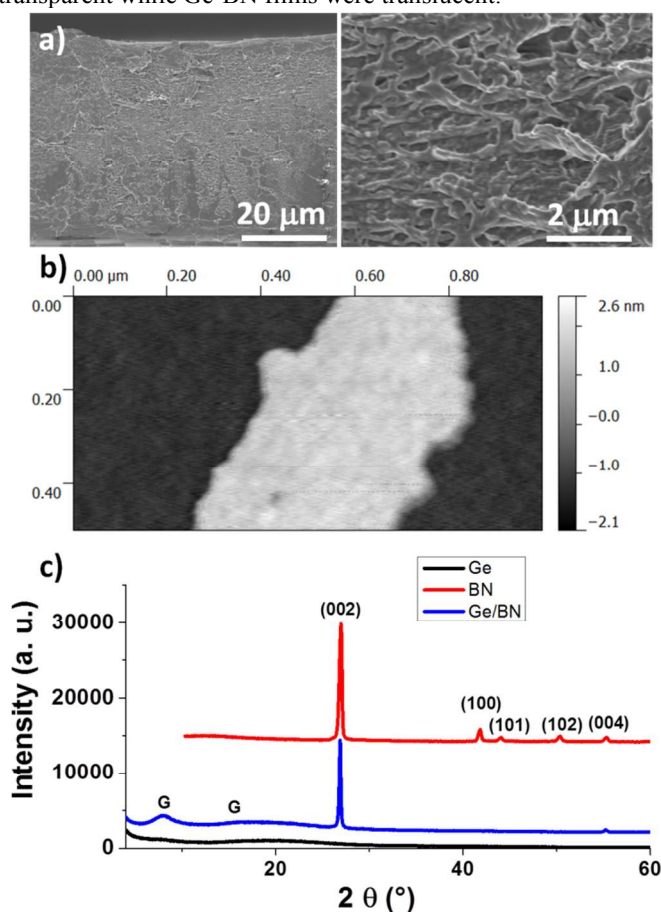 transparent while Ge-BN films were translucent.
a)
20 μm
2 μm
b)
0.00 μm 0.20 0.40 0.60 0.80
0.00
0.20
0.40
2.6 nm
1.0
−0.0
−1.0
−2.1
c)
Ge
BN
Ge/BN
Intensity (a. u.)
30000
20000
10000
0
(002)
(100)
(101)
(102)
(004)
G
G
20
40
60
2 θ (°)